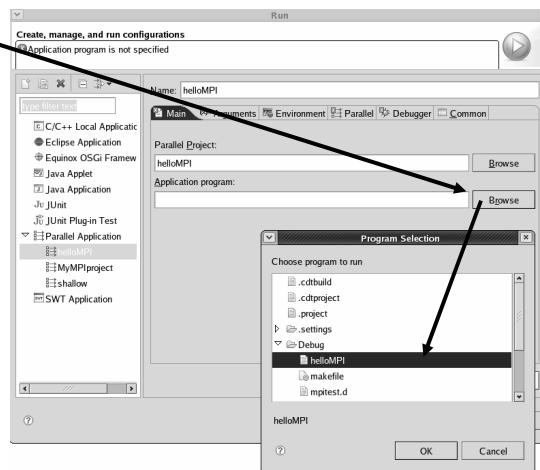 Run
Create, manage, and run configurations
Application program is not specified
type filter text
C/C++ Local Applicatic
Eclipse Application
Equinox OSGi Framew
Java Applet
Java Application
JUnit
JUnit Plug-in Test
Parallel Application
helloMPI
MyMPIproject
shallow
SWT Application
Name: helloMPI
Main Arguments Environment Parallel Debugger Common
Parallel Project:
helloMPI Browse
Application program:
Browse
Program Selection
Choose program to run
.cdtbuild
.cdtproject
.project
.settings
Debug
helloMPI
makefile
mpitest.d
helloMPI
OK Cancel